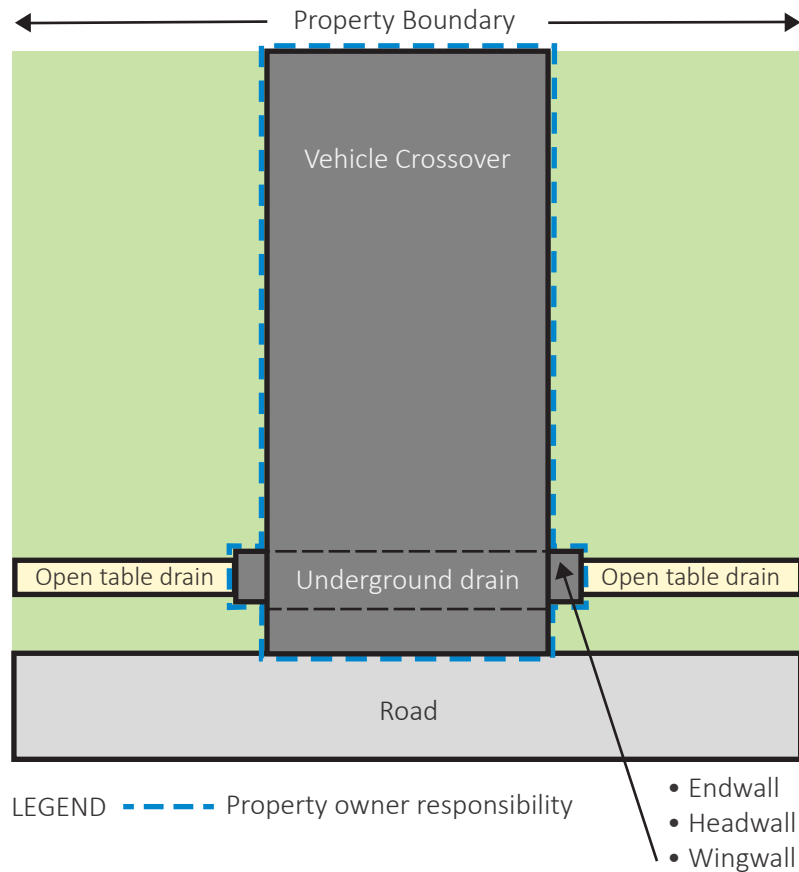 Property Boundary
Vehicle Crossover
Open table drain
Underground drain
Open table drain
Road
LEGEND Property owner responsibility
• Endwall
• Headwall
• Wingwall